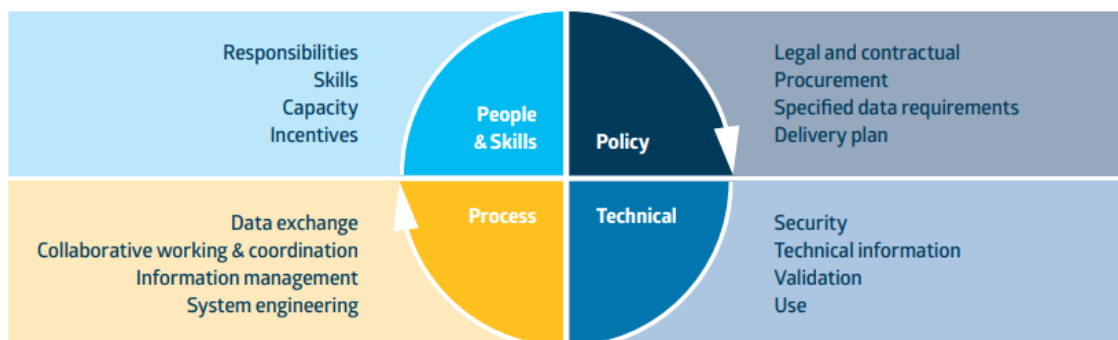 Responsibilities
Skills
Capacity
Incentives
People
& Skills
Policy
Legal and contractual
Procurement
Specified data requirements
Delivery plan
Data exchange
Collaborative working & coordination
Information management
System engineering
Process
Technical
Security
Technical information
Validation
Use